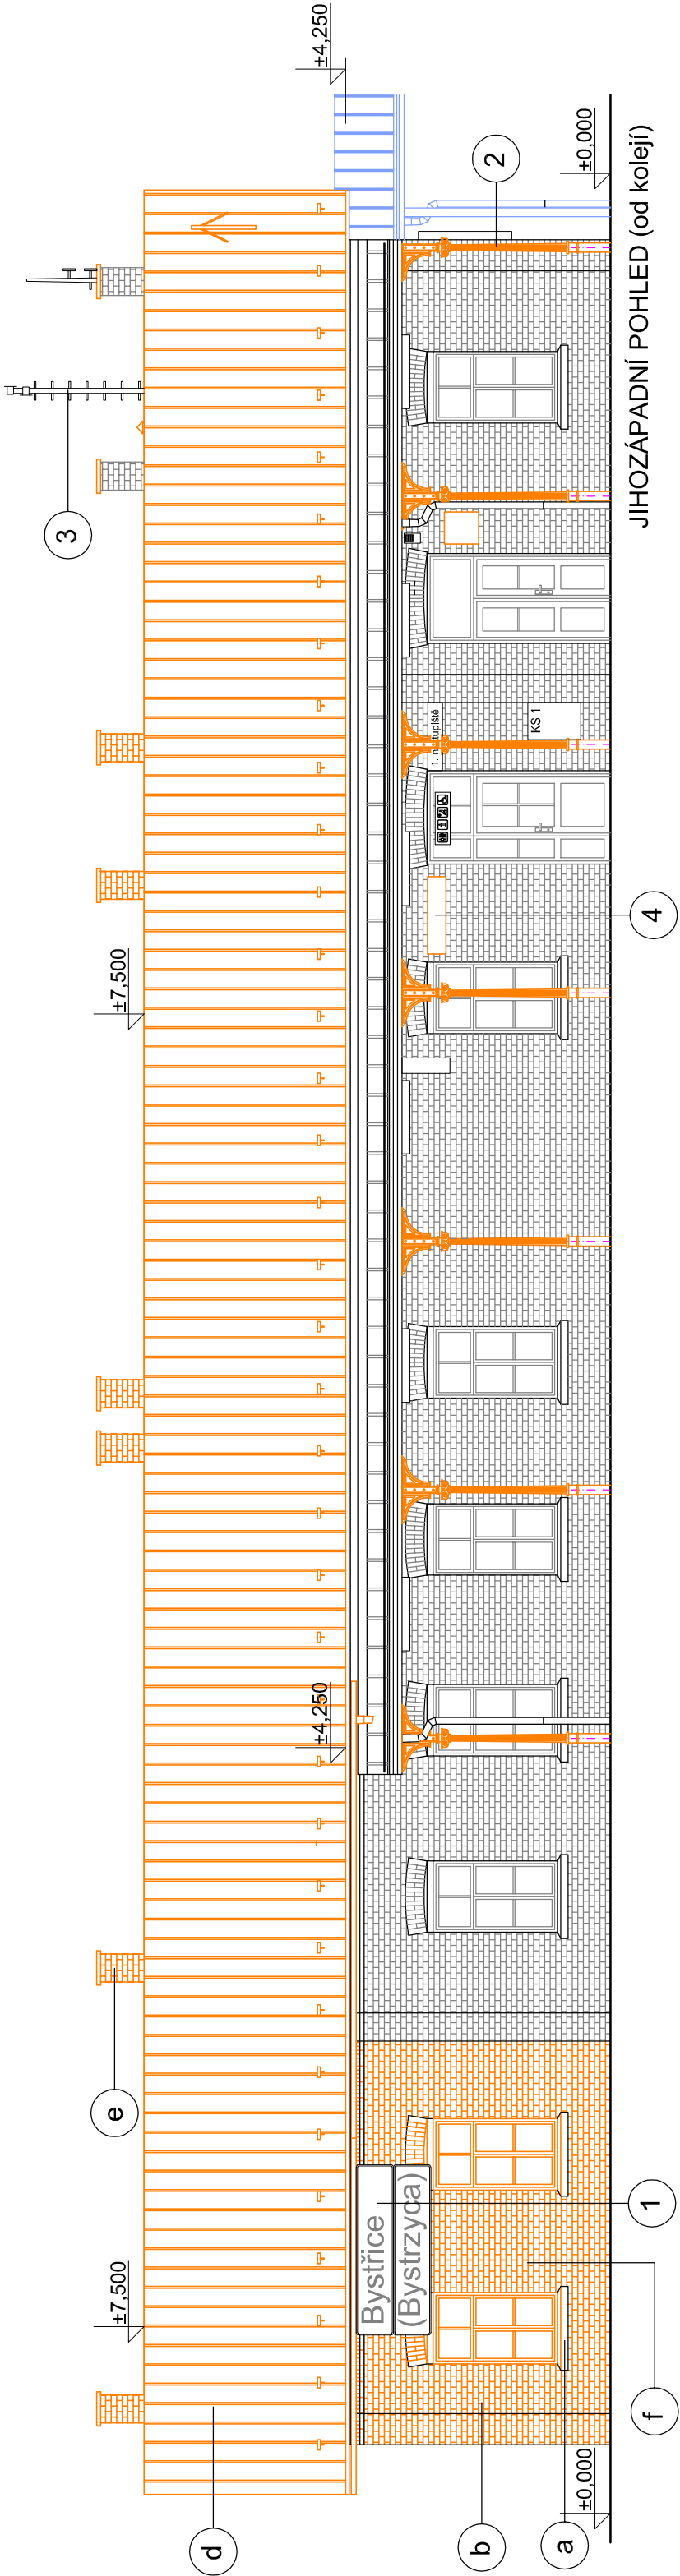 ±4,250
±0,000
2
3
JIHOZÁPADNÍ POHLED (od kolejí)
KS 1
4
±7,500
±4,250
e
Bystřice
(Bystrzyca)
1
±7,500
f
d
b
a
±0,000